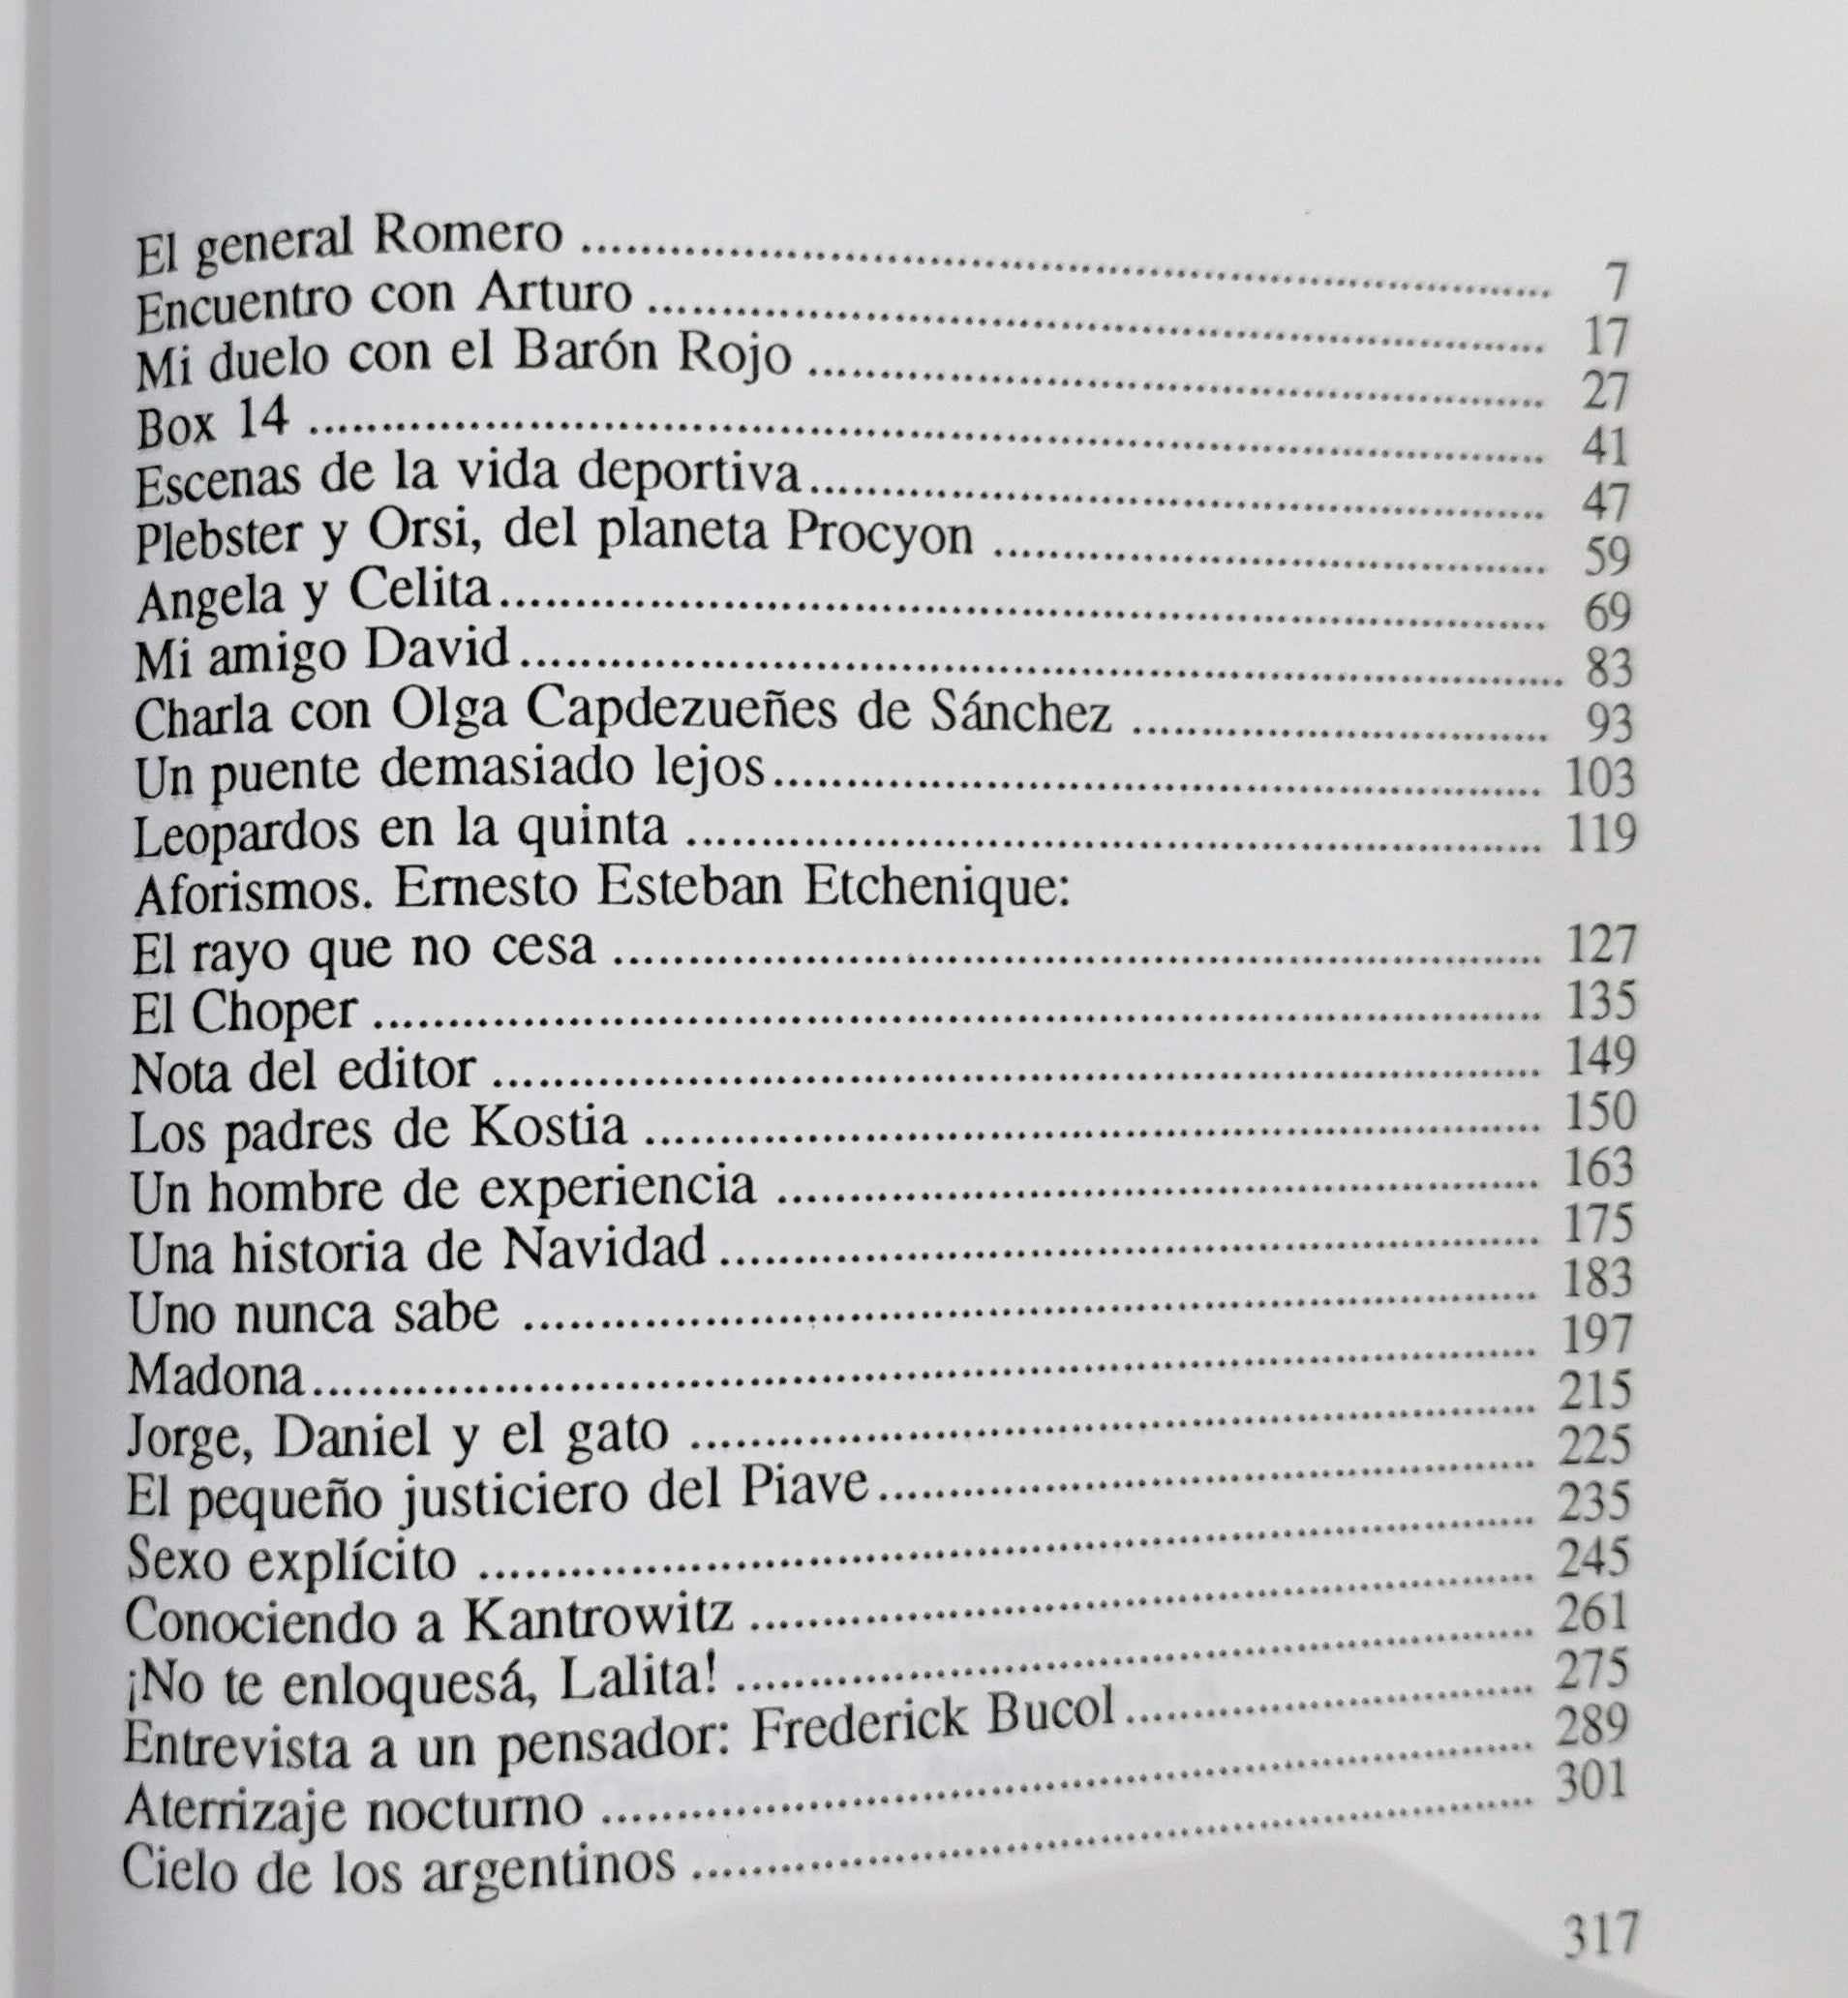 El general Romero ........................................................ 7
Encuentro con Arturo ........................................................ 17
Mi duelo con el Barón Rojo ........................................................ 27
Box 14 ........................................................ 41
Escenas de la vida deportiva ........................................................ 47
Plebster y Orsi, del planeta Procyon ........................................................ 59
Angela y Celita ........................................................ 69
Mi amigo David ........................................................ 83
Charla con Olga Capdezueñes de Sánchez ........................................................ 93
Un puente demasiado lejos ........................................................ 103
Leopardos en la quinta ........................................................ 119
Aforismos. Ernesto Esteban Etchenique:
El rayo que no cesa ........................................................ 127
El Choper ........................................................ 135
Nota del editor ........................................................ 149
Los padres de Kostia ........................................................ 150
Un hombre de experiencia ........................................................ 163
Una historia de Navidad ........................................................ 175
Uno nunca sabe ........................................................ 183
Madona ........................................................ 197
Jorge, Daniel y el gato ........................................................ 215
El pequeño justiciero del Piave ........................................................ 225
Sexo explícito ........................................................ 235
Conociendo a Kantrowitz ........................................................ 245
¡No te enloquesá, Lalita! ........................................................ 261
Entrevista a un pensador: Frederick Bucol ........................................................ 275
Aterrizaje nocturno ........................................................ 289
Cielo de los argentinos ........................................................ 301
317